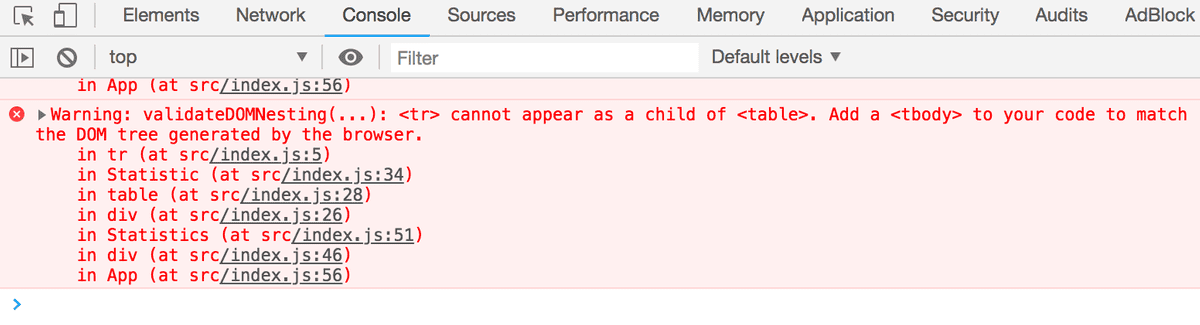 Elements Network Console Sources Performance Memory Application Security Audits AdBlock
top Filter Default levels
in App (at src/index.js:56)
Warning: validateDOMNesting(...): <tr> cannot appear as a child of <table>. Add a <tbody> to your code to match
the DOM tree generated by the browser.
in tr (at src/index.js:5)
in Statistic (at src/index.js:34)
in table (at src/index.js:28)
in div (at src/index.js:26)
in Statistics (at src/index.js:51)
in div (at src/index.js:46)
in App (at src/index.js:56)